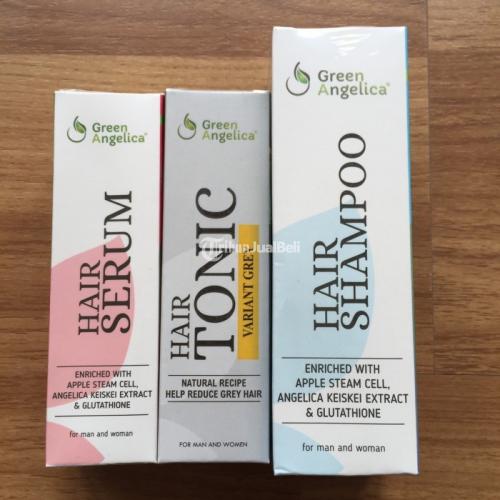 Green
Angelica®
HAIR
SERUM
ENRICHED WITH
APPLE STEAM CELL,
ANGELICA KEISKEI EXTRACT
& GLUTATHIONE
for man and woman
Green
Angelica®
HAIR
TONIC
VARIANT GREY
NATURAL RECIPE
HELP REDUCE GREY HAIR
FOR MAN AND WOMEN
Green
Angelica®
HAIR
SHAMPOO
ENRICHED WITH
APPLE STEAM CELL,
ANGELICA KEISKEI EXTRACT
& GLUTATHIONE
for man and woman
TribunJualBeli